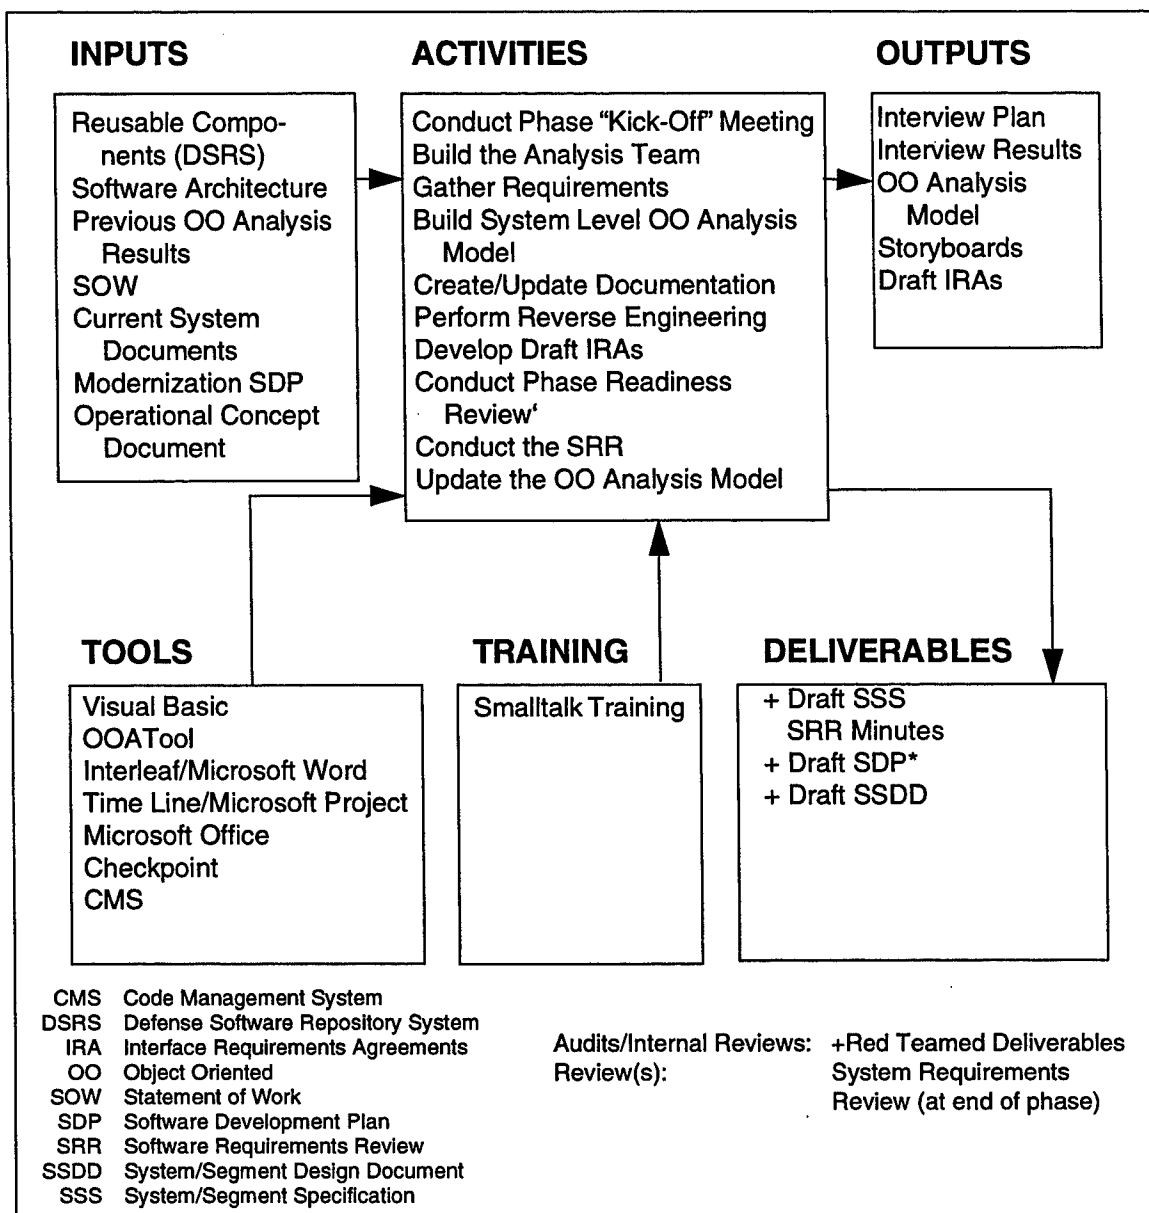 INPUTS
Reusable Compo-
nents (DSRS)
Software Architecture
Previous OO Analysis
Results
SOW
Current System
Documents
Modernization SDP
Operational Concept
Document
ACTIVITIES
Conduct Phase “Kick-Off” Meeting
Build the Analysis Team
Gather Requirements
Build System Level OO Analysis
Model
Create/Update Documentation
Perform Reverse Engineering
Develop Draft IRAs
Conduct Phase Readiness
Review‘
Conduct the SRR
Update the OO Analysis Model
OUTPUTS
Interview Plan
Interview Results
OO Analysis
Model
Storyboards
Draft IRAs
TOOLS
Visual Basic
OOATool
Interleaf/Microsoft Word
Time Line/Microsoft Project
Microsoft Office
Checkpoint
CMS
TRAINING
Smalltalk Training
DELIVERABLES
+ Draft SSS
SRR Minutes
+ Draft SDP*
+ Draft SSDD
CMS Code Management System
DSRS Defense Software Repository System
IRA Interface Requirements Agreements
OO Object Oriented
SOW Statement of Work
SDP Software Development Plan
SRR Software Requirements Review
SSDD System/Segment Design Document
SSS System/Segment Specification
Audits/Internal Reviews: +Red Teamed Deliverables
Review(s): System Requirements
Review (at end of phase)